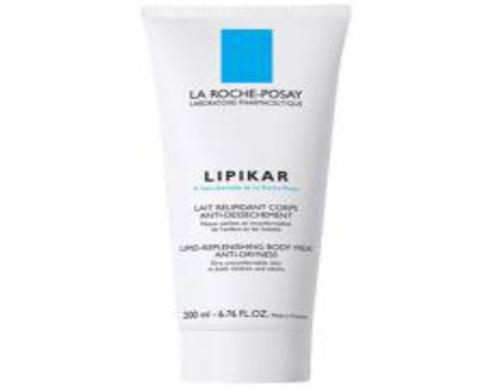 LA ROCHE-POSAY
LABORATOIRE PHARMACEUTIQUE
LIPIKAR
LAIT RELIPIDANT CORPS
ANTI-DESSECHEMENT
LIPID-REPLENISHING BODY MILK
ANTI-DRYNESS
200 ml - 6.76 FL.OZ.